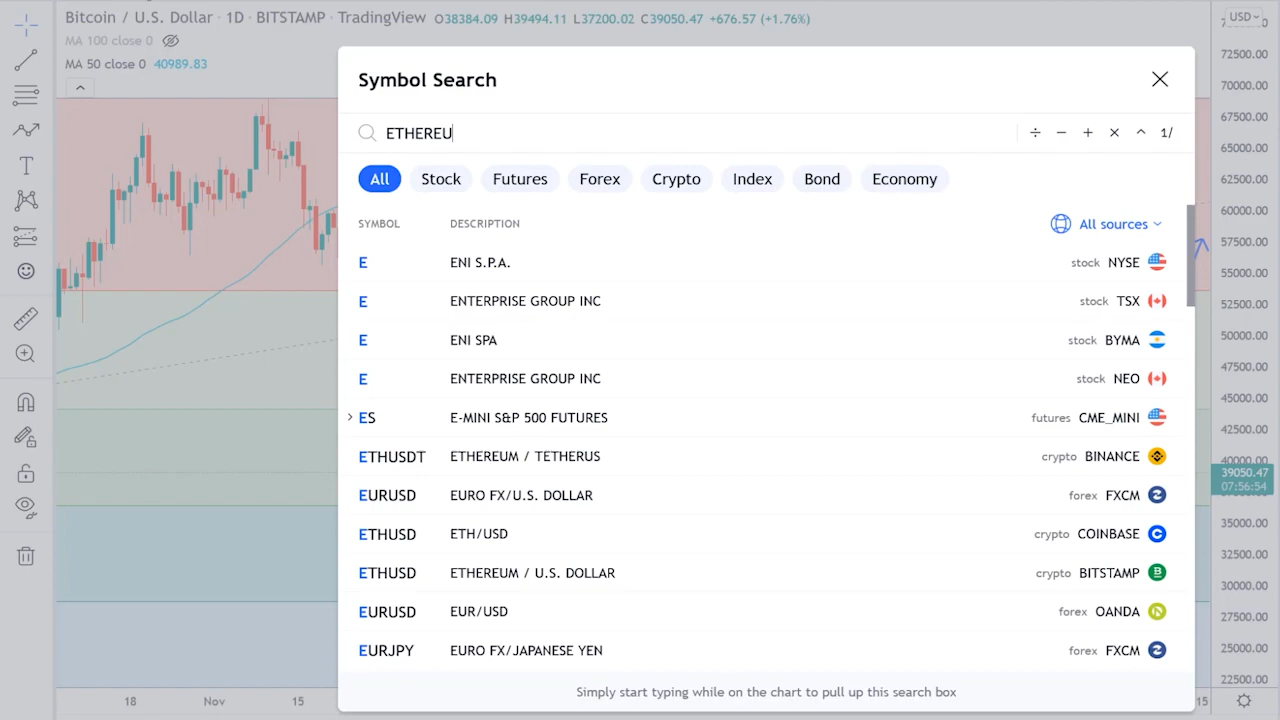 Bitcoin / U.S. Dollar · 1D · BITSTAMP · TradingView O38384.09 H39494.11 L37200.02 C39050.47 +676.57 (+1.76%)
MA 100 close 0
MA 50 close 0 40989.83
Symbol Search
ETHEREU
÷ − + × ^ 1/
All Stock Futures Forex Crypto Index Bond Economy
SYMBOL DESCRIPTION All sources
E ENI S.P.A. stock NYSE
E ENTERPRISE GROUP INC stock TSX
E ENI SPA stock BYMA
E ENTERPRISE GROUP INC stock NEO
ES E-MINI S&P 500 FUTURES futures CME_MINI
ETHUSDT ETHEREUM / TETHERUS crypto BINANCE
EURUSD EURO FX/U.S. DOLLAR forex FXCM
ETHUSD ETH/USD crypto COINBASE
ETHUSD ETHEREUM / U.S. DOLLAR crypto BITSTAMP
EURUSD EUR/USD forex OANDA
EURJPY EURO FX/JAPANESE YEN forex FXCM
Simply start typing while on the chart to pull up this search box
USD
72500.00
70000.00
67500.00
65000.00
62500.00
60000.00
57500.00
55000.00
52500.00
50000.00
47500.00
45000.00
42500.00
40000.00
39050.47
07:56:54
35000.00
32500.00
30000.00
27500.00
25000.00
22500.00
18 Nov 15 15